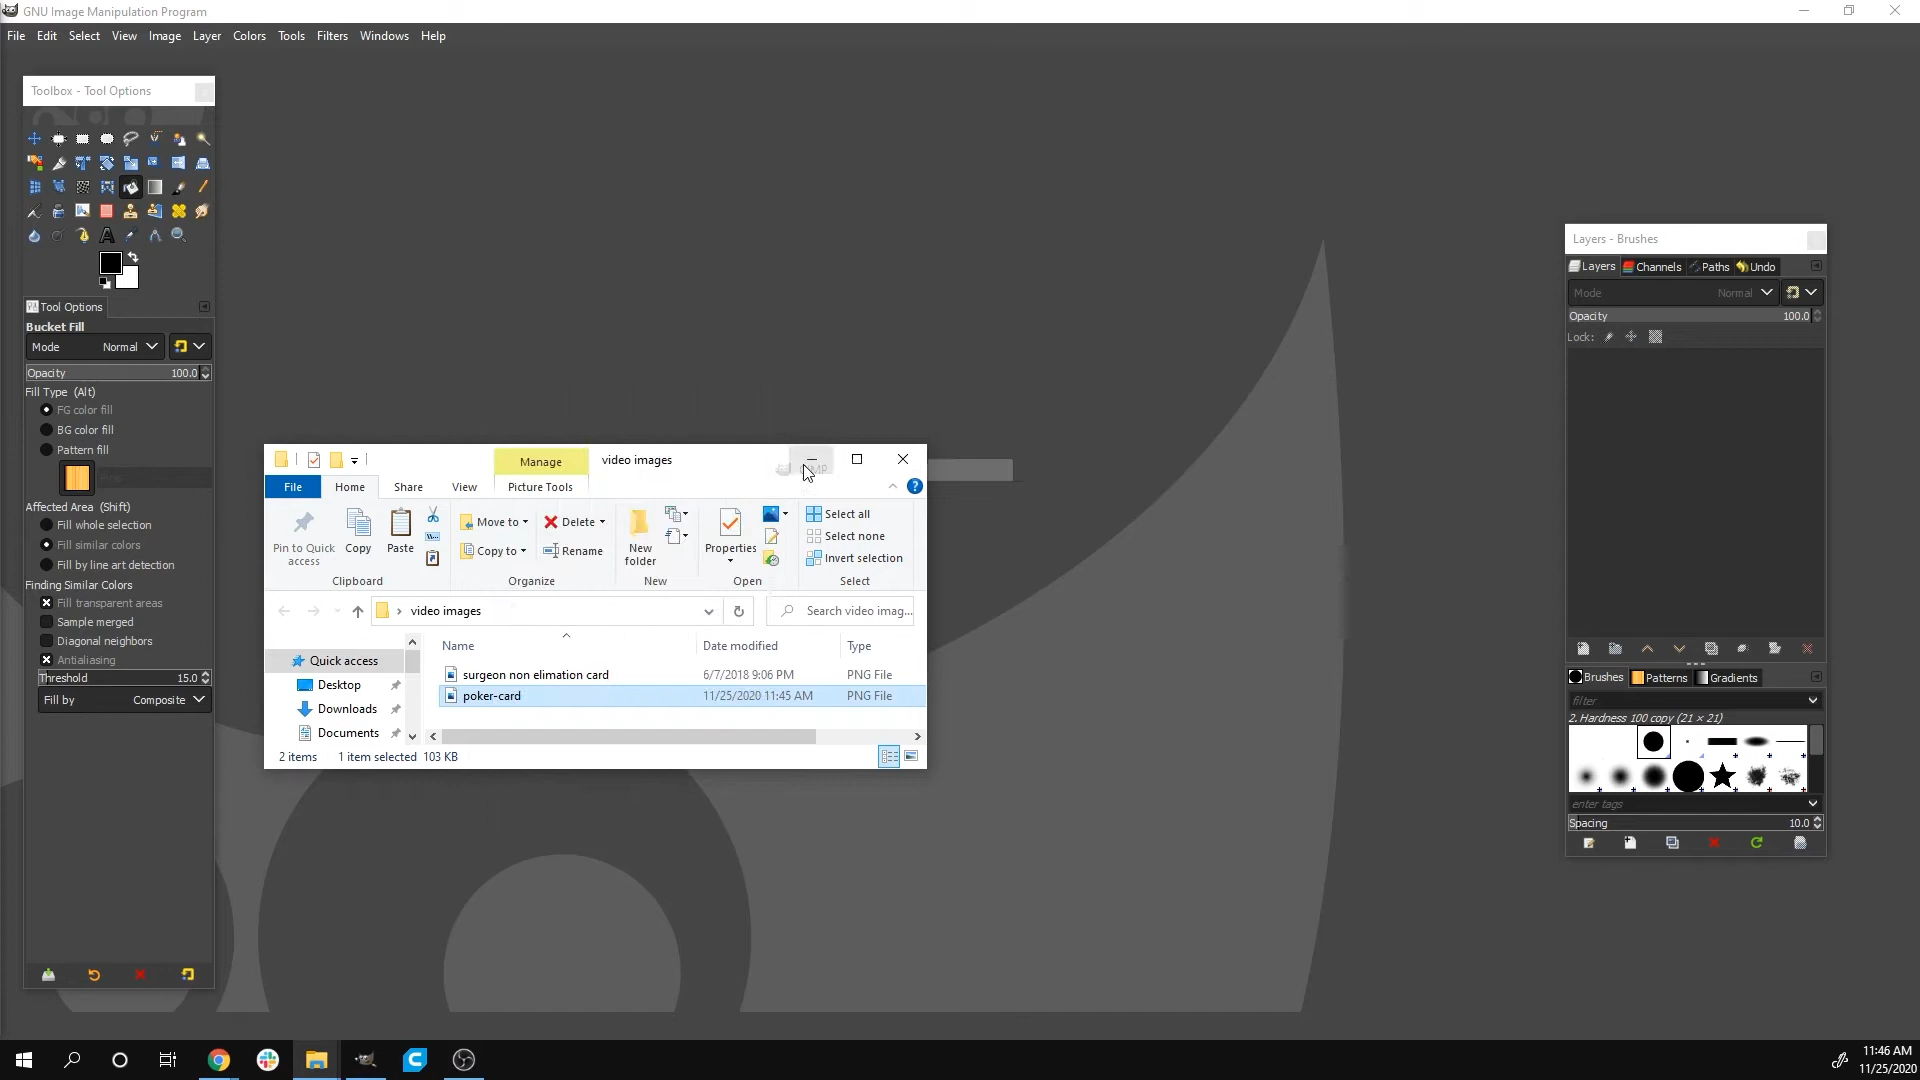 GNU Image Manipulation Program
File Edit Select View Image Layer Colors Tools Filters Windows Help
Toolbox - Tool Options
Tool Options
Bucket Fill
Mode Normal
Opacity 100.0
Fill Type (Alt)
FG color fill
BG color fill
Pattern fill
Affected Area (Shift)
Fill whole selection
Fill similar colors
Fill by line art detection
Finding Similar Colors
Fill transparent areas
Sample merged
Diagonal neighbors
Antialiasing
Threshold 15.0
Fill by Composite
Manage video images
File Home Share View Picture Tools
Pin to Quick access
Copy
Paste
Clipboard
Move to
Copy to
Delete
Rename
Organize
New folder
New
Properties
Open
Select all
Select none
Invert selection
Select
video images
Search video imag...
Name Date modified Type
Quick access
Desktop
Downloads
Documents
surgeon non elimation card 6/7/2018 9:06 PM PNG File
poker-card 11/25/2020 11:45 AM PNG File
2 items 1 item selected 103 KB
Layers - Brushes
Layers Channels Paths Undo
Mode Normal
Opacity 100.0
Lock:
Brushes Patterns Gradients
filter
2. Hardness 100 copy (21 × 21)
enter tags
Spacing 10.0
11:46 AM
11/25/2020